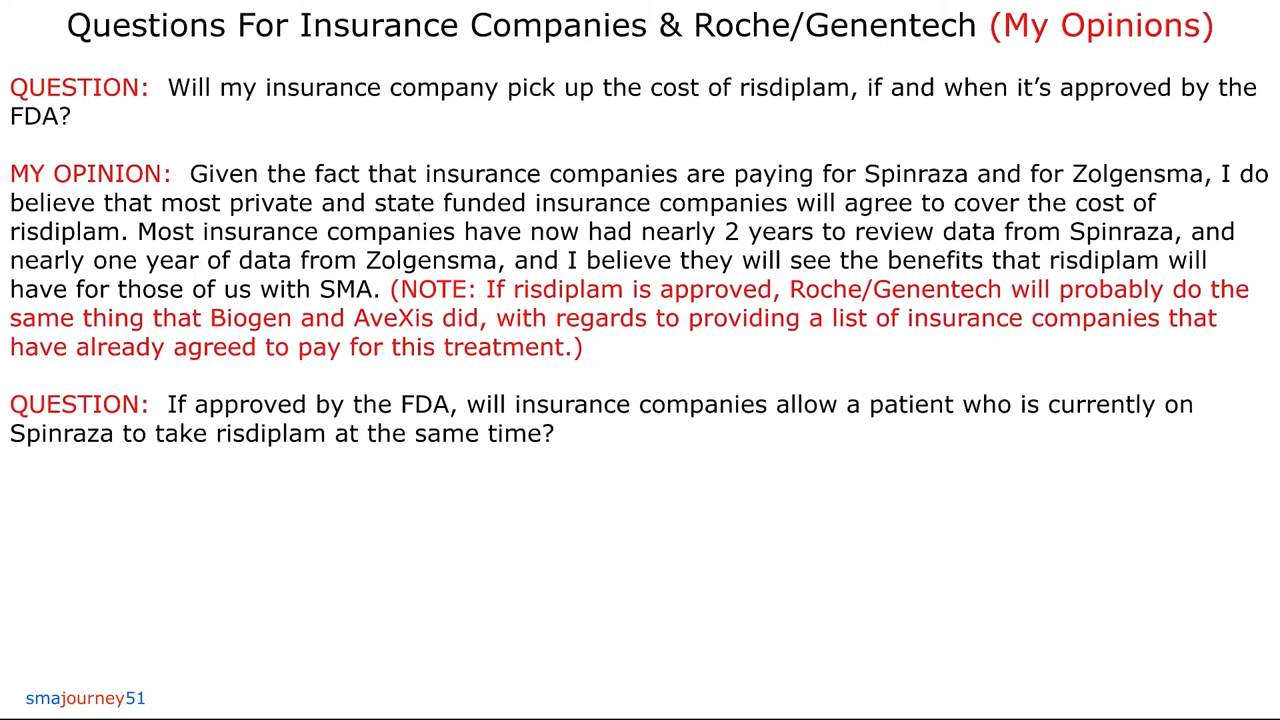 Questions For Insurance Companies & Roche/Genentech (My Opinions)
QUESTION: Will my insurance company pick up the cost of risdiplam, if and when it’s approved by the
FDA?
MY OPINION: Given the fact that insurance companies are paying for Spinraza and for Zolgensma, I do
believe that most private and state funded insurance companies will agree to cover the cost of
risdiplam. Most insurance companies have now had nearly 2 years to review data from Spinraza, and
nearly one year of data from Zolgensma, and I believe they will see the benefits that risdiplam will
have for those of us with SMA. (NOTE: If risdiplam is approved, Roche/Genentech will probably do the
same thing that Biogen and AveXis did, with regards to providing a list of insurance companies that
have already agreed to pay for this treatment.)
QUESTION: If approved by the FDA, will insurance companies allow a patient who is currently on
Spinraza to take risdiplam at the same time?
smajourney51